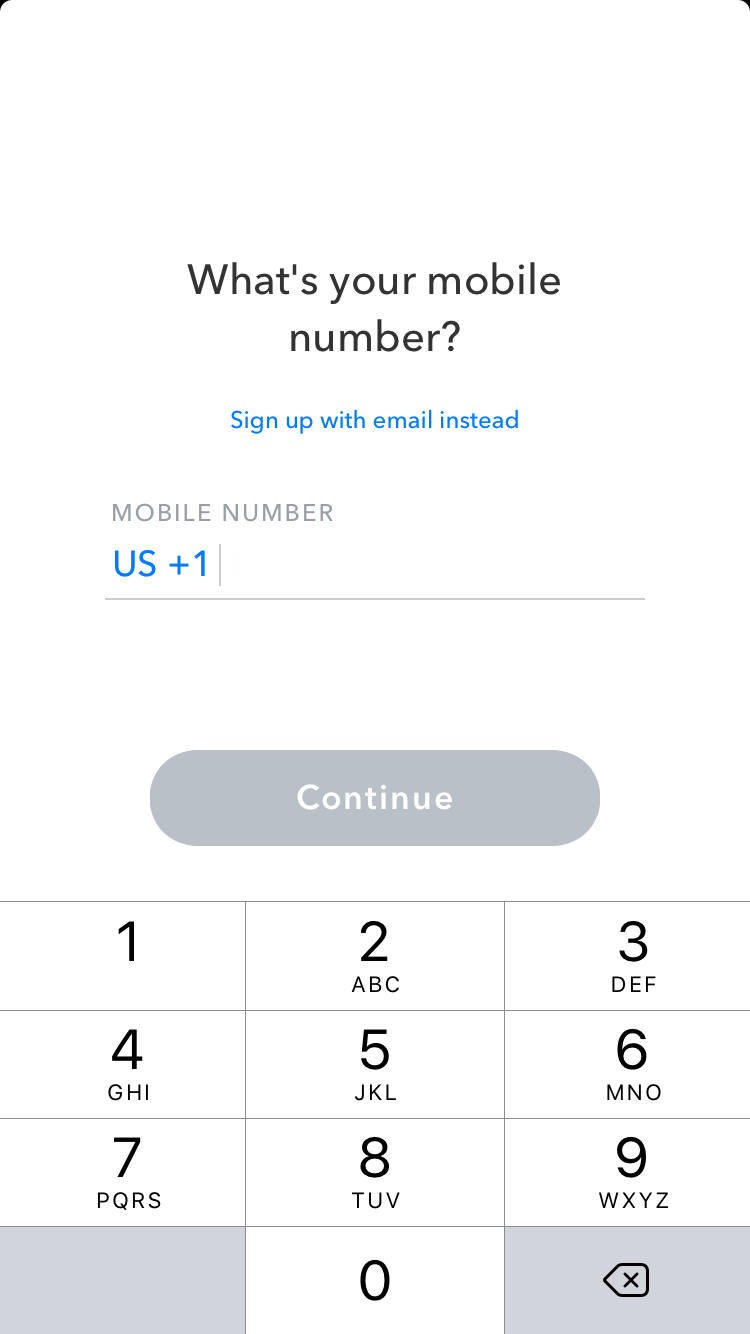 What's your mobile
number?
Sign up with email instead
MOBILE NUMBER
US +1
Continue
1
2
3
ABC
DEF
4
5
6
GHI
JKL
MNO
7
8
9
PQRS
TUV
WXYZ
0